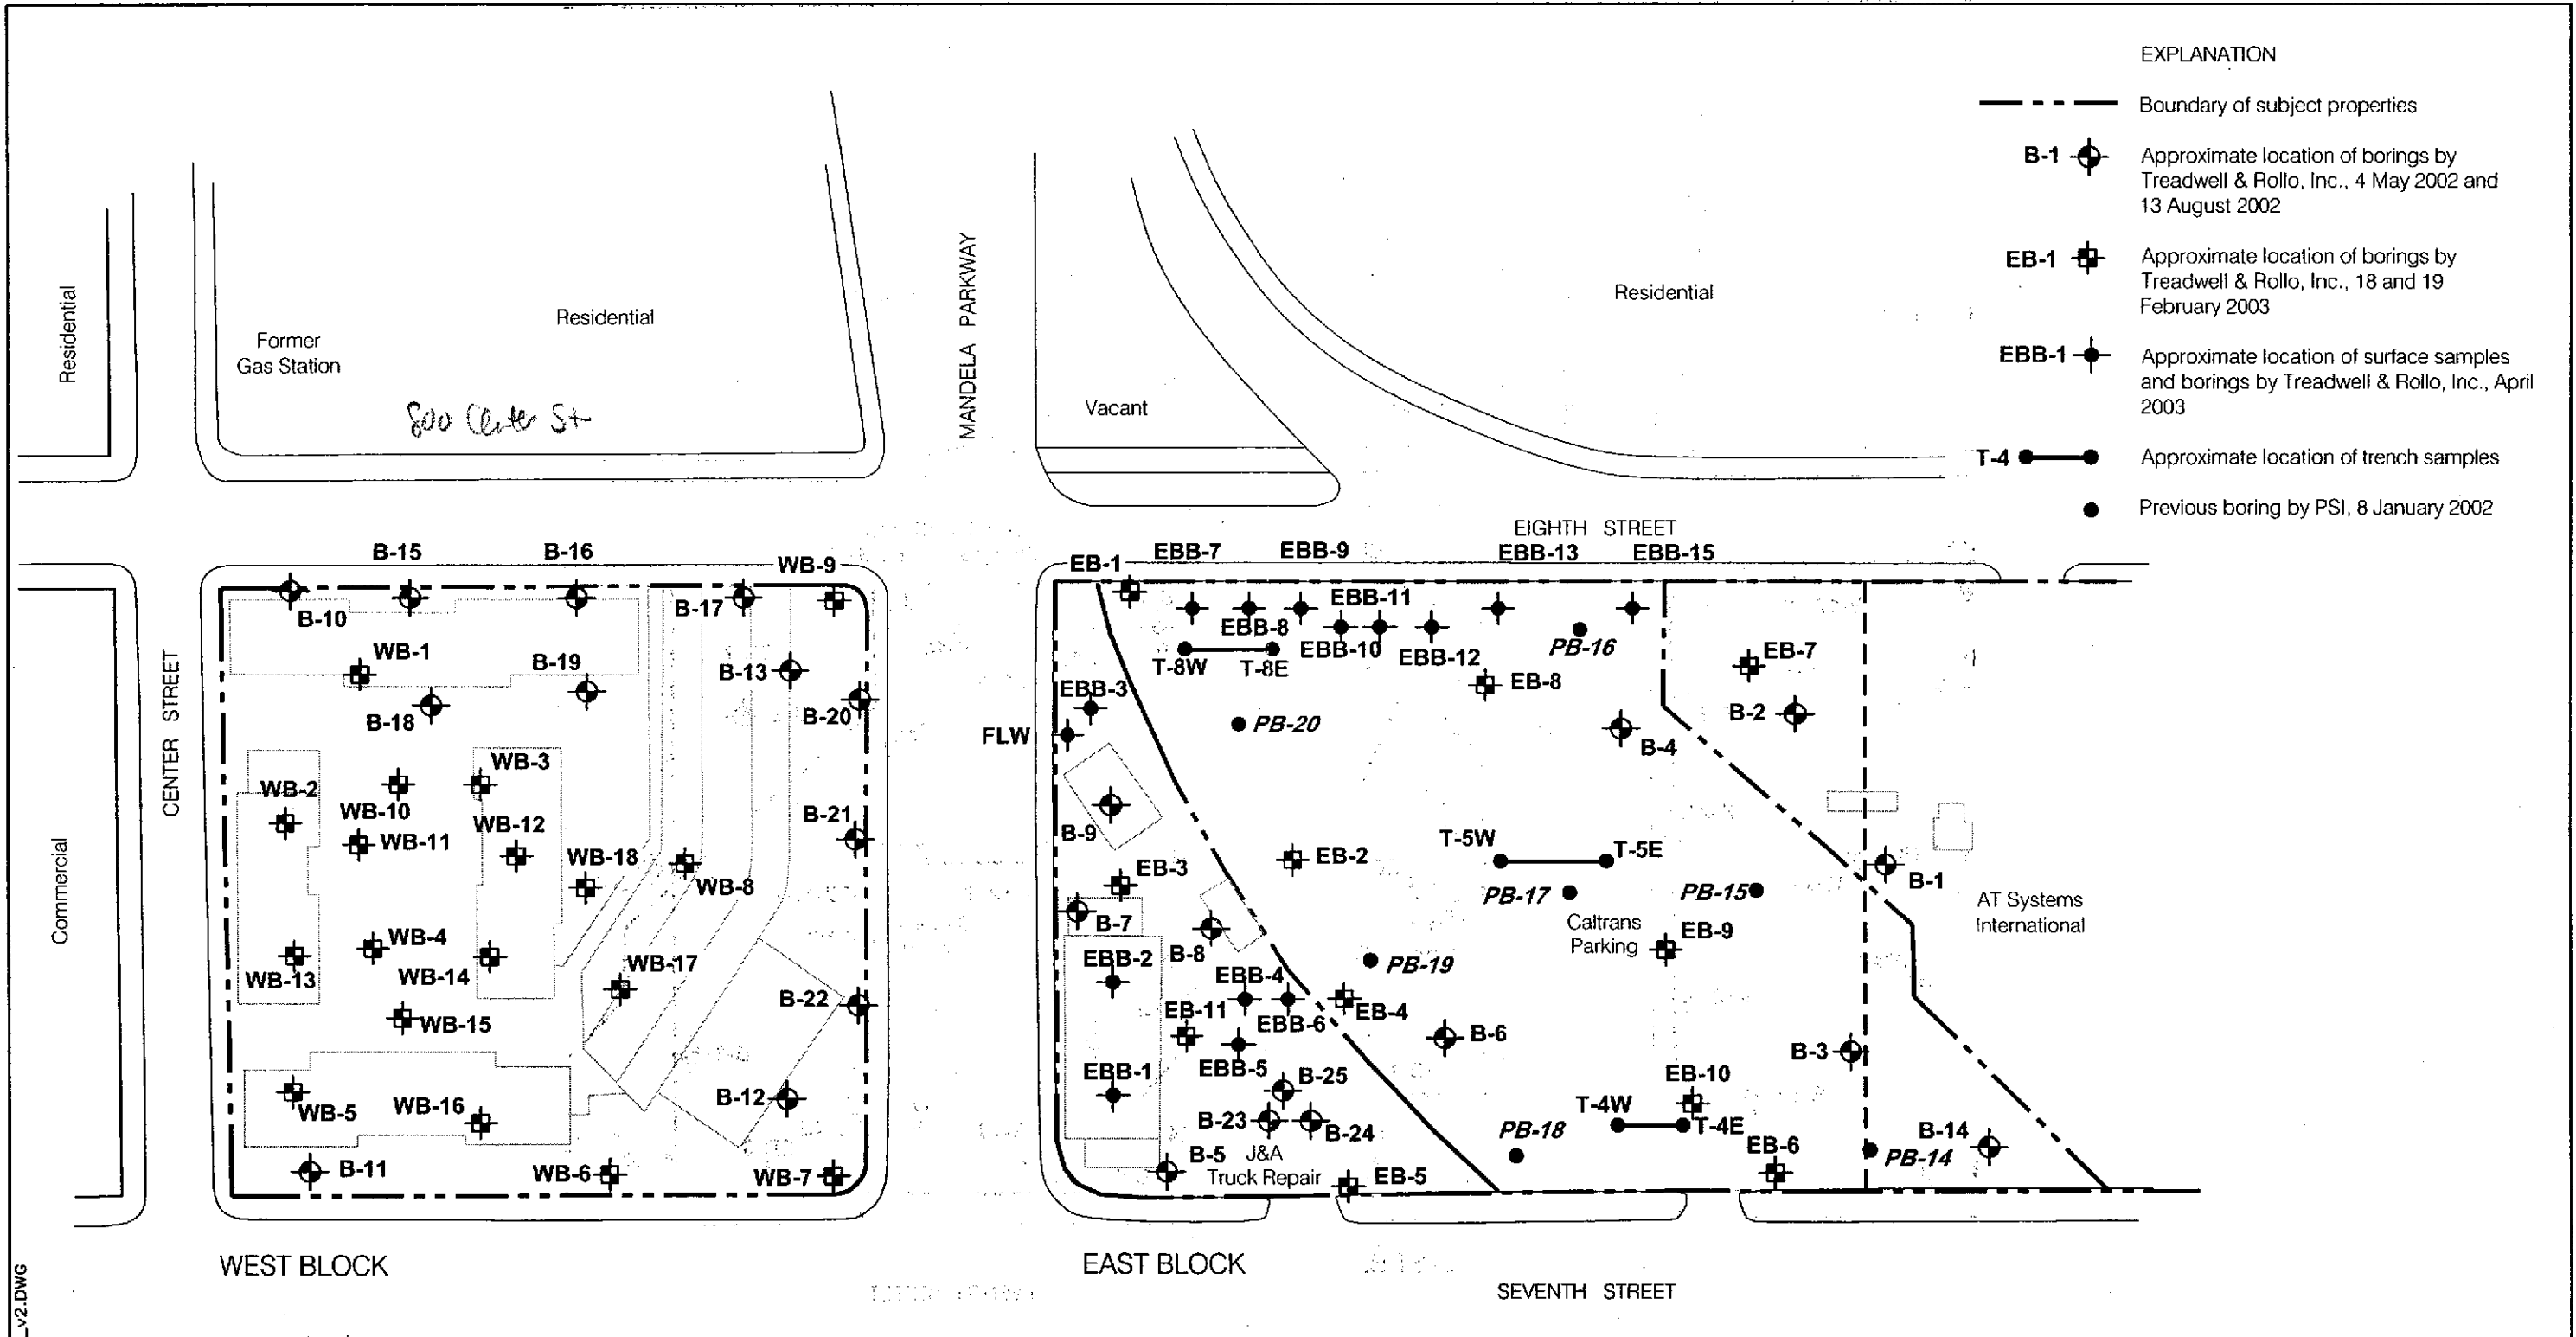 EXPLANATION
Boundary of subject properties
B-1
Approximate location of borings by
Treadwell & Rollo, Inc., 4 May 2002 and
13 August 2002
EB-1
Approximate location of borings by
Treadwell & Rollo, Inc., 18 and 19
February 2003
EBB-1
Approximate location of surface samples
and borings by Treadwell & Rollo, Inc., April
2003
T-4
Approximate location of trench samples
Previous boring by PSI, 8 January 2002
Residential
Former
Gas Station
Residential
800 Center St
MANDELA PARKWAY
Vacant
Residential
EIGHTH STREET
CENTER STREET
Commercial
B-15
B-16
WB-9
B-10
B-17
WB-1
B-19
B-13
B-18
B-20
WB-3
WB-2
WB-10
WB-12
B-21
WB-11
WB-18
WB-8
WB-4
WB-13
WB-14
WB-17
B-22
WB-15
WB-5
WB-16
B-12
B-11
WB-6
WB-7
WEST BLOCK
EB-1
EBB-7
EBB-9
EBB-13
EBB-15
EBB-11
EBB-8
EBB-10
EBB-12
PB-16
T-8W
T-8E
EB-7
EBB-3
EB-8
B-2
FLW
PB-20
B-4
B-9
T-5W
T-5E
EB-2
EB-3
PB-17
PB-15
B-1
B-7
Caltrans
Parking
EB-9
AT Systems
International
B-8
EBB-2
EBB-4
PB-19
EB-11
EBB-6
EB-4
B-6
B-3
EBB-1
EBB-5
B-25
EB-10
B-23
B-24
T-4W
T-4E
PB-18
EB-6
B-14
PB-14
B-5
J&A
Truck Repair
EB-5
EAST BLOCK
SEVENTH STREET
_v2.DWG